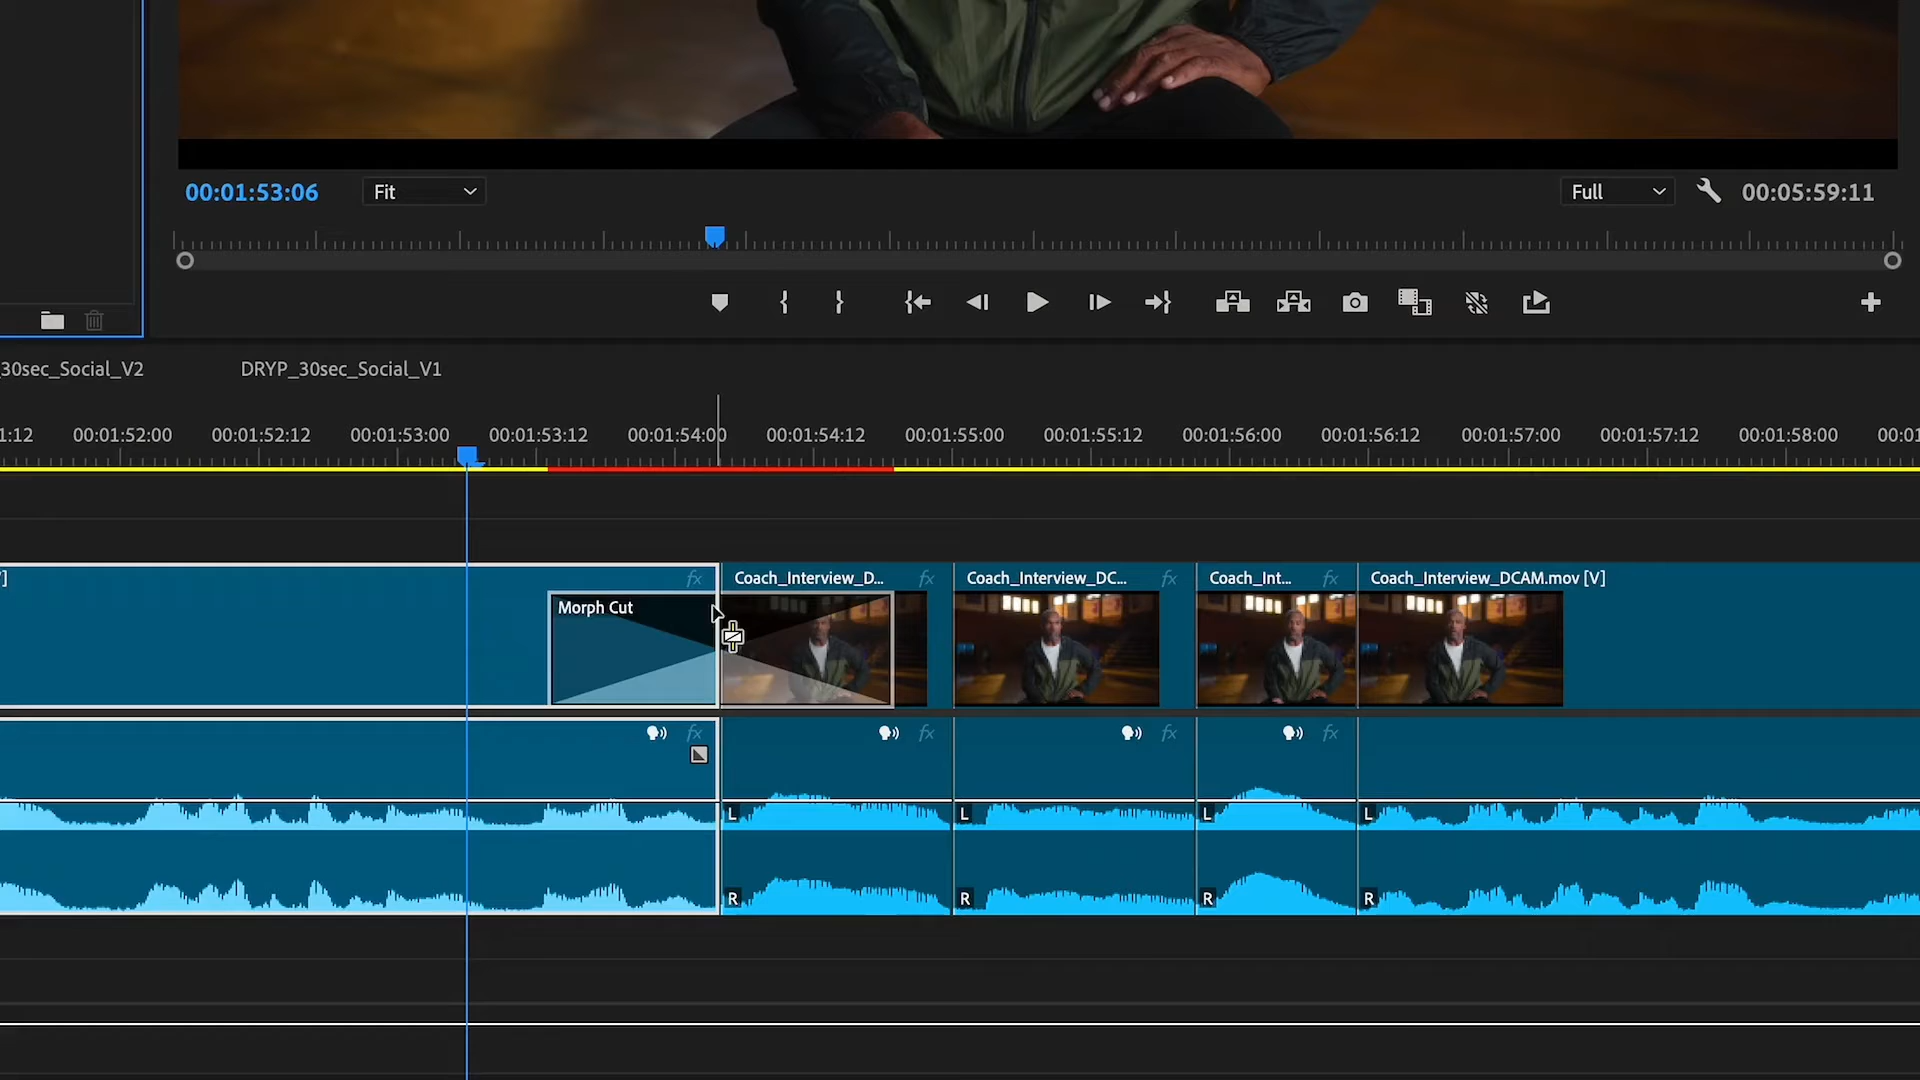 00:01:53:06
Fit
Full
00:05:59:11
30sec_Social_V2
DRYP_30sec_Social_V1
1:12
00:01:52:00
00:01:52:12
00:01:53:00
00:01:53:12
00:01:54:00
00:01:54:12
00:01:55:00
00:01:55:12
00:01:56:00
00:01:56:12
00:01:57:00
00:01:57:12
00:01:58:00
00:01
]
fx
Coach_Interview_D...
fx
Coach_Interview_DC...
fx
Coach_Int...
fx
Coach_Interview_DCAM.mov [V]
Morph Cut
fx
fx
fx
fx
L
L
L
L
R
R
R
R